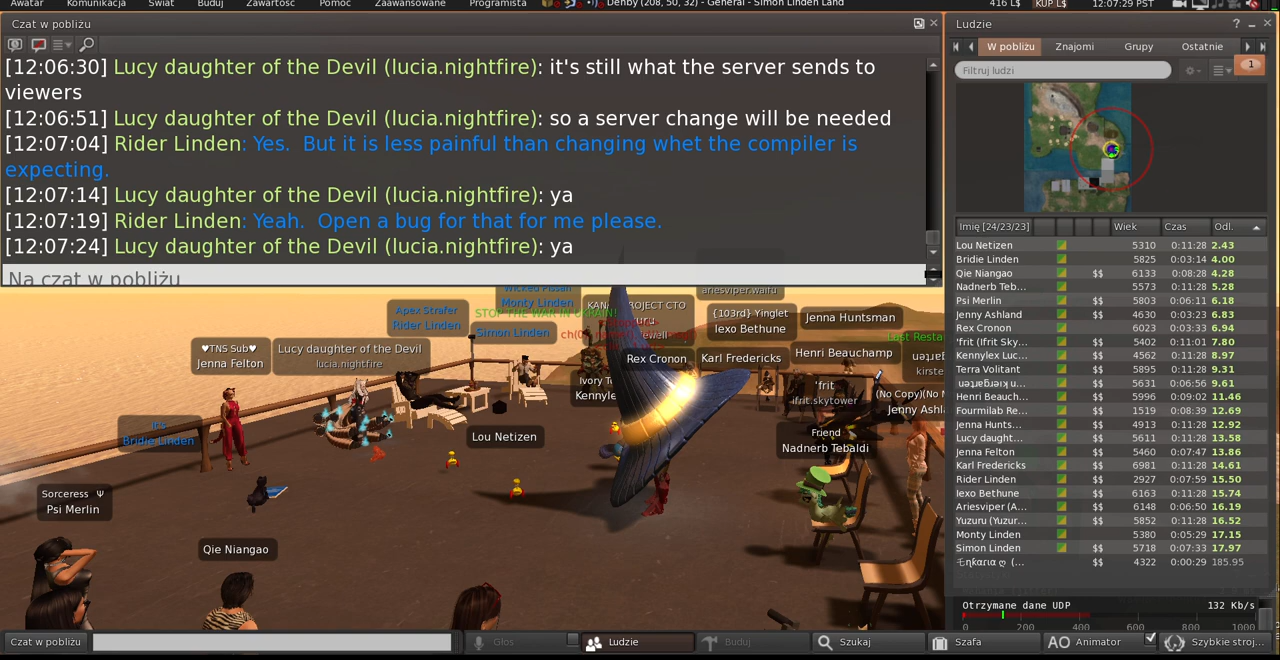 Awatar Komunikacja Świat Buduj Zawartość Pomoc Zaawansowane Programista Denby (208, 50, 32) - General - Simon Linden Land 416 L$ KUP L$ 12:07:29 PST
Czat w pobliżu
[12:06:30] Lucy daughter of the Devil (lucia.nightfire): it's still what the server sends to
viewers
[12:06:51] Lucy daughter of the Devil (lucia.nightfire): so a server change will be needed
[12:07:04] Rider Linden: Yes. But it is less painful than changing whet the compiler is
expecting.
[12:07:14] Lucy daughter of the Devil (lucia.nightfire): ya
[12:07:19] Rider Linden: Yeah. Open a bug for that for me please.
[12:07:24] Lucy daughter of the Devil (lucia.nightfire): ya
Na czat w pobliżu
Monty Linden
ariesviper.waifu
Apex Strafer
Rider Linden
STOP THE WAR IN UKRAIN!
Simon Linden
{103rd} Yinglet
Iexo Bethune
Jenna Huntsman
♥TNS Sub♥
Jenna Felton
Lucy daughter of the Devil
lucia.nightfire
Rex Cronon
Karl Fredericks
Henri Beauchamp
Lost Resta
Ivory T
Kennyle
'frit
ifrit.skytower
kirste
(No Copy)(No M
Jenny Ashla
Bridie Linden
Lou Netizen
Friend
Nadnerb Tebaldi
Sorceress Ψ
Psi Merlin
Qie Niangao
Ludzie
? _ ×
W pobliżu Znajomi Grupy Ostatnie
Filtruj ludzi
1
Imię [24/23/23] Wiek Czas Odl.
Lou Netizen 5310 0:11:28 2.43
Bridie Linden 5825 0:03:14 4.00
Qie Niangao $$ 6133 0:08:28 4.28
Nadnerb Teb... 5573 0:11:28 5.28
Psi Merlin $$ 5803 0:06:11 6.18
Jenny Ashland $$ 4630 0:03:23 6.83
Rex Cronon 6023 0:03:33 6.94
'frit (Ifrit Sky... $$ 5402 0:11:01 7.80
Kennylex Luc... $$ 4562 0:11:28 8.97
Terra Volitant $$ 5895 0:11:28 9.31
$$ 5631 0:06:56 9.61
Henri Beauch... $$ 5996 0:09:02 11.46
Fourmilab Re... $$ 1519 0:08:39 12.69
Jenna Hunts... $$ 4913 0:11:28 12.92
Lucy daught... $$ 5611 0:11:28 13.58
Jenna Felton $$ 5460 0:07:47 13.86
Karl Fredericks $$ 6981 0:11:28 14.61
Rider Linden $$ 2927 0:07:59 15.50
Iexo Bethune $$ 6163 0:11:28 15.74
Ariesviper (A... $$ 6148 0:06:50 16.19
Yuzuru (Yuzur... $$ 5852 0:11:28 16.52
Monty Linden 5380 0:05:29 17.15
Simon Linden $$ 5718 0:07:33 17.97
$$ 4322 0:00:29 185.95
Otrzymane dane UDP 132 Kb/s
0 200 400 600 800 1000
Czat w pobliżu Głos Ludzie Buduj Szukaj Szafa AO Animator Szybkie stroj...